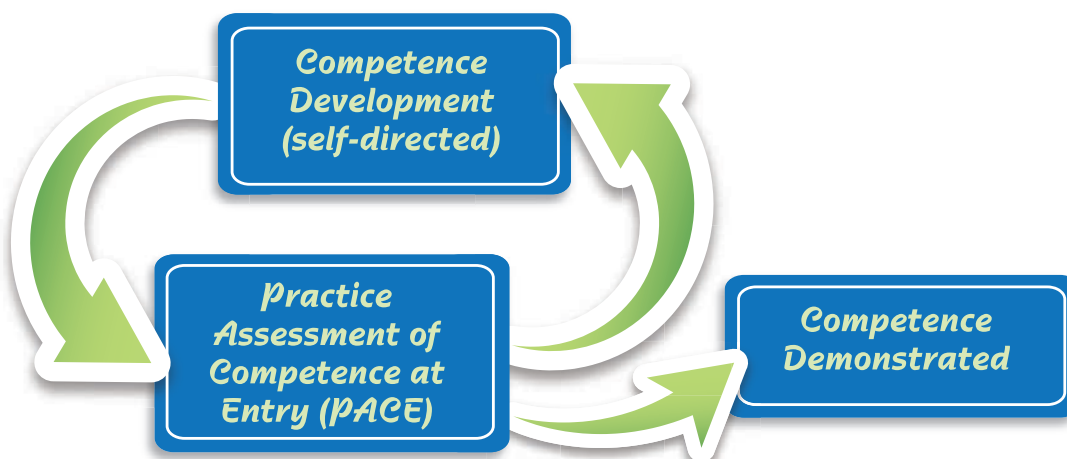 Competence
Development
(self-directed)
Practice
Assessment of
Competence at
Entry (PACE)
Competence
Demonstrated